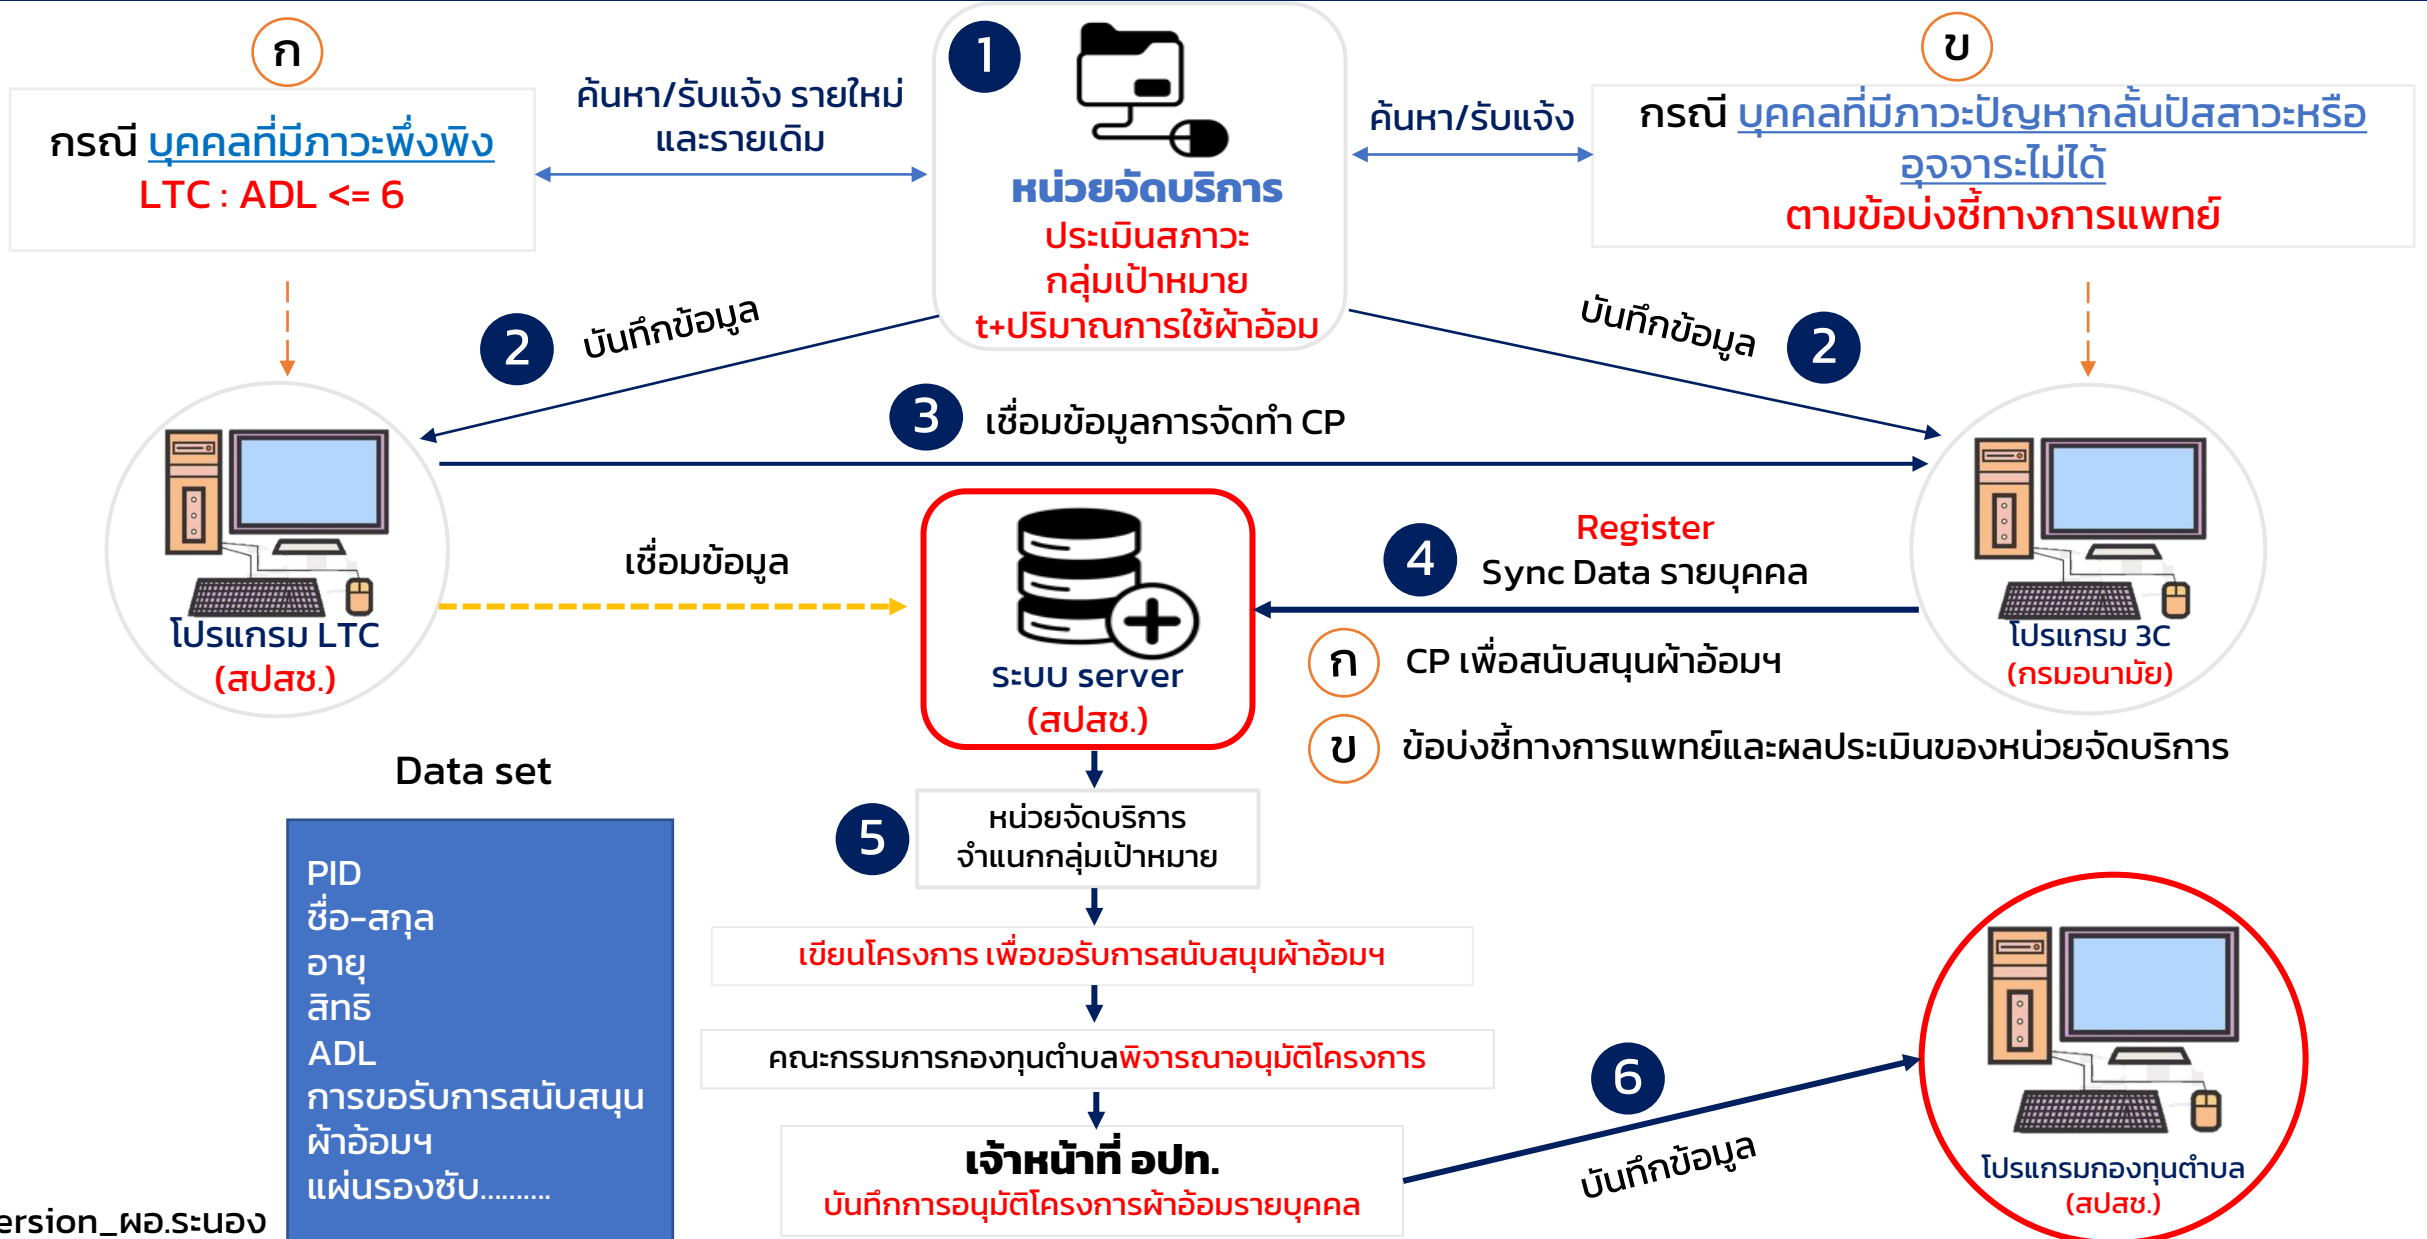 ก
กรณี บุคคลที่มีภาวะพึ่งพิง
LTC : ADL <= 6
ค้นหา/รับแจ้ง รายใหม่
และรายเดิม
1
หน่วยจัดบริการ
ประเมินสภาวะ
กลุ่มเป้าหมาย
t+ปริมาณการใช้ผ้าอ้อม
ค้นหา/รับแจ้ง
ข
กรณี บุคคลที่มีภาวะปัญหากลั้นปัสสาวะหรือ
อุจจาระไม่ได้
ตามข้อบ่งชี้ทางการแพทย์
2 บันทึกข้อมูล
บันทึกข้อมูล 2
3 เชื่อมข้อมูลการจัดทำ CP
โปรแกรม LTC
(สปสช.)
เชื่อมข้อมูล
ระบบ server
(สปสช.)
4 Register
Sync Data รายบุคคล
โปรแกรม 3C
(กรมอนามัย)
ก CP เพื่อสนับสนุนผ้าอ้อมฯ
ข ข้อบ่งชี้ทางการแพทย์และผลประเมินของหน่วยจัดบริการ
Data set
PID
ชื่อ-สกุล
อายุ
สิทธิ
ADL
การขอรับการสนับสนุน
ผ้าอ้อมฯ
แผ่นรองซับ..........
ersion_ผอ.ระนอง
5 หน่วยจัดบริการ
จำแนกกลุ่มเป้าหมาย
เขียนโครงการ เพื่อขอรับการสนับสนุนผ้าอ้อมฯ
คณะกรรมการกองทุนตำบลพิจารณาอนุมัติโครงการ
เจ้าหน้าที่ อปท.
บันทึกการอนุมัติโครงการผ้าอ้อมรายบุคคล
6
บันทึกข้อมูล
โปรแกรมกองทุนตำบล
(สปสช.)